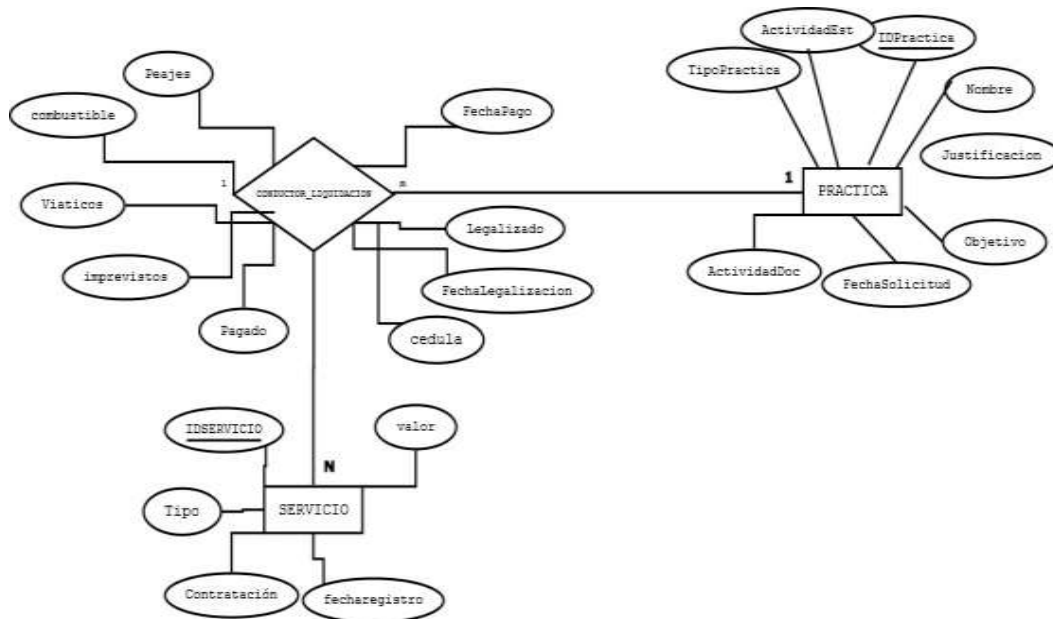 ActividadEst
IDPractica
TipoPractica
Peajes
Nombre
combustible
FechaPago
Justificacion
1
CONDUCTOR_LIQUIDACION
n
1
PRACTICA
Viaticos
Legalizado
Objetivo
imprevistos
FechaLegalizacion
ActividadDoc
FechaSolicitud
Pagado
cedula
IDSERVICIO
valor
N
Tipo
SERVICIO
Contratación
fecharegistro